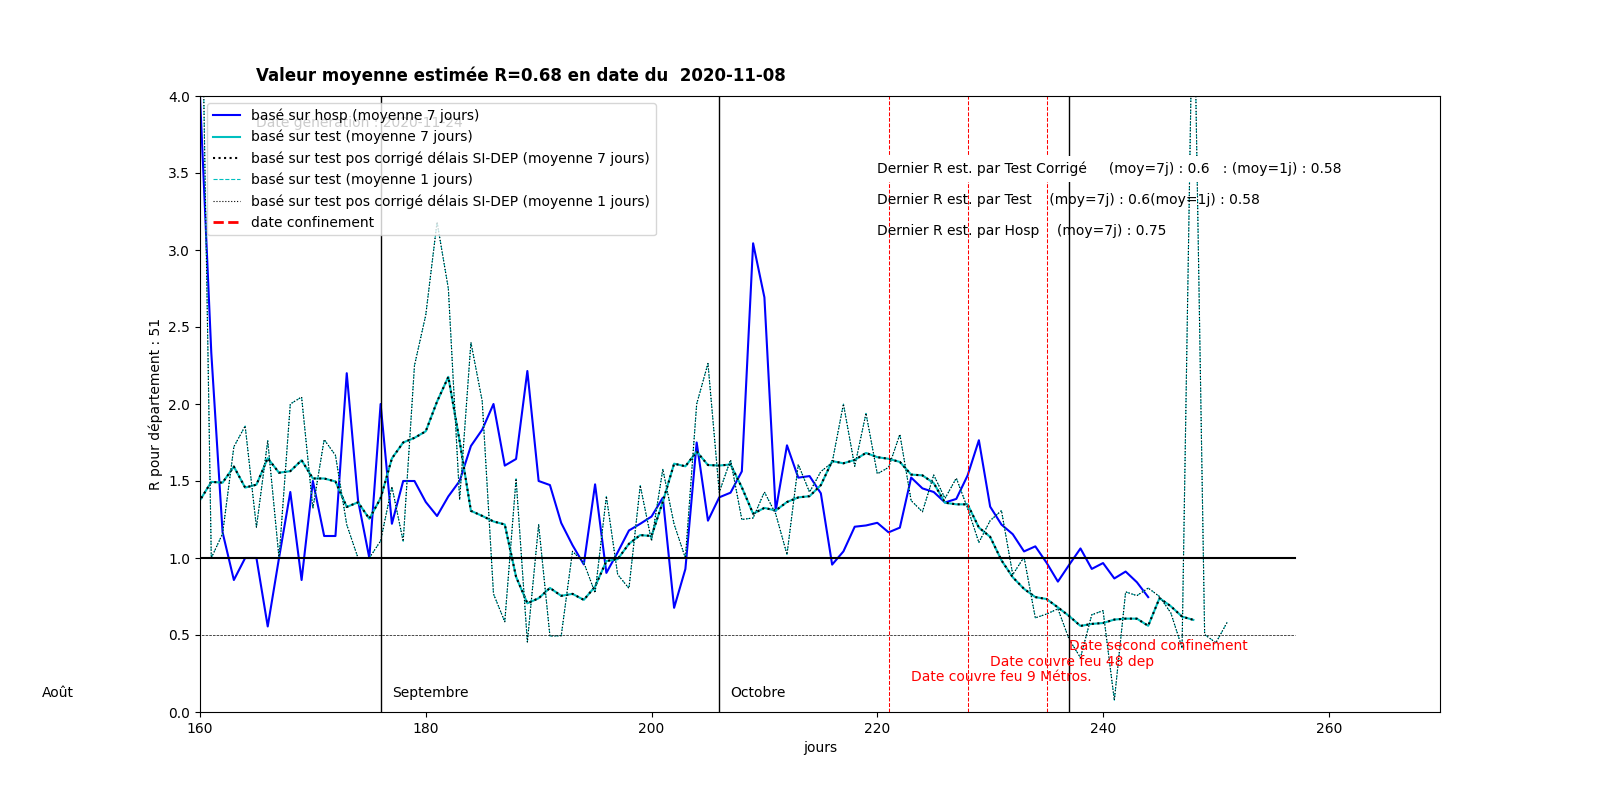 Valeur moyenne estimée R=0.68 en date du  2020-11-08
4.0
3.5
3.0
2.5
2.0
1.5
1.0
0.5
0.0
R pour département : 51
basé sur hosp (moyenne 7 jours)
Date génération : 2020-11-24
basé sur test (moyenne 7 jours)
basé sur test pos corrigé délais SI-DEP (moyenne 7 jours)
basé sur test (moyenne 1 jours)
basé sur test pos corrigé délais SI-DEP (moyenne 1 jours)
date confinement
Dernier R est. par Test Corrigé     (moy=7j) : 0.6   : (moy=1j) : 0.58
Dernier R est. par Test    (moy=7j) : 0.6(moy=1j) : 0.58
Dernier R est. par Hosp    (moy=7j) : 0.75
Date second confinement
Date couvre feu 48 dep
Date couvre feu 9 Métros.
Août
Septembre
Octobre
160 180 200 220 240 260
jours